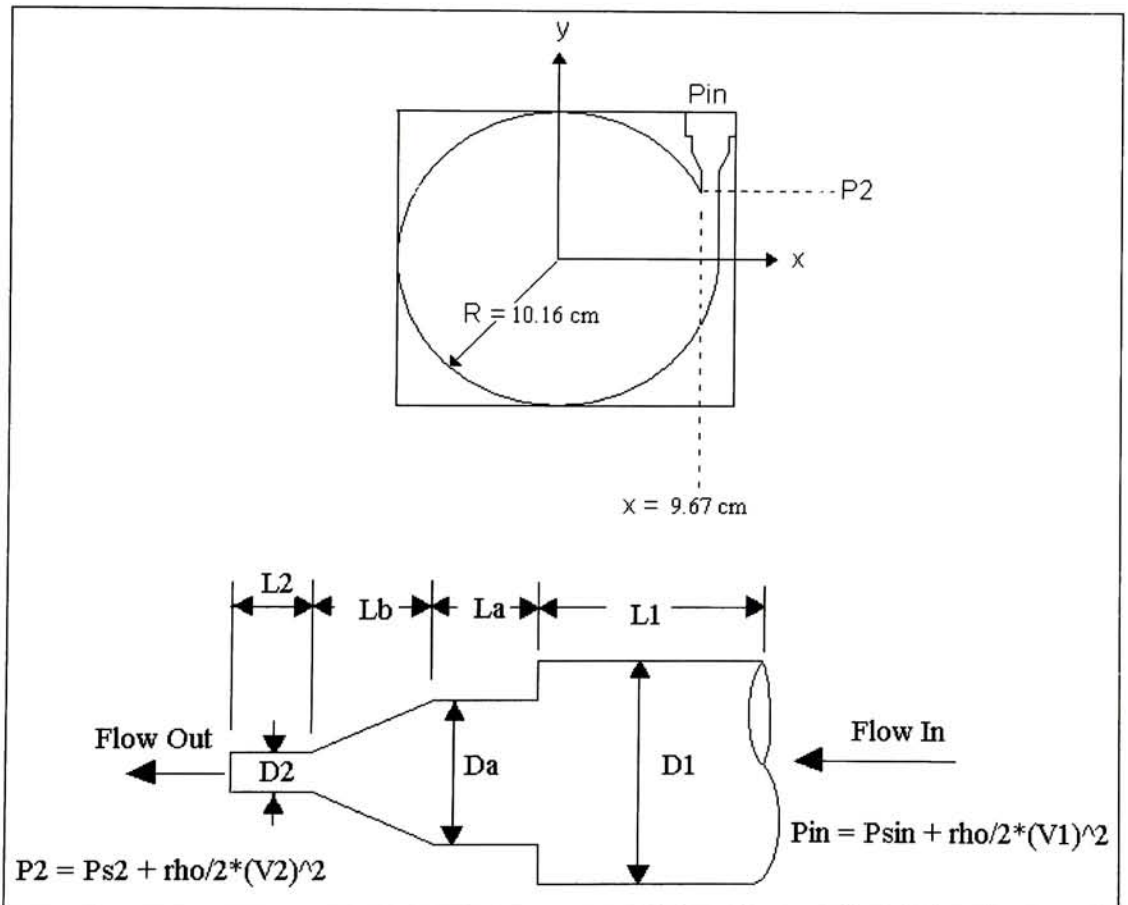 y
Pin
P2
x
R = 10.16 cm
x = 9.67 cm
L2
Lb
La
L1
Flow Out
D2
Da
D1
Flow In
Pin = Psin + rho/2*(V1)^2
P2 = Ps2 + rho/2*(V2)^2